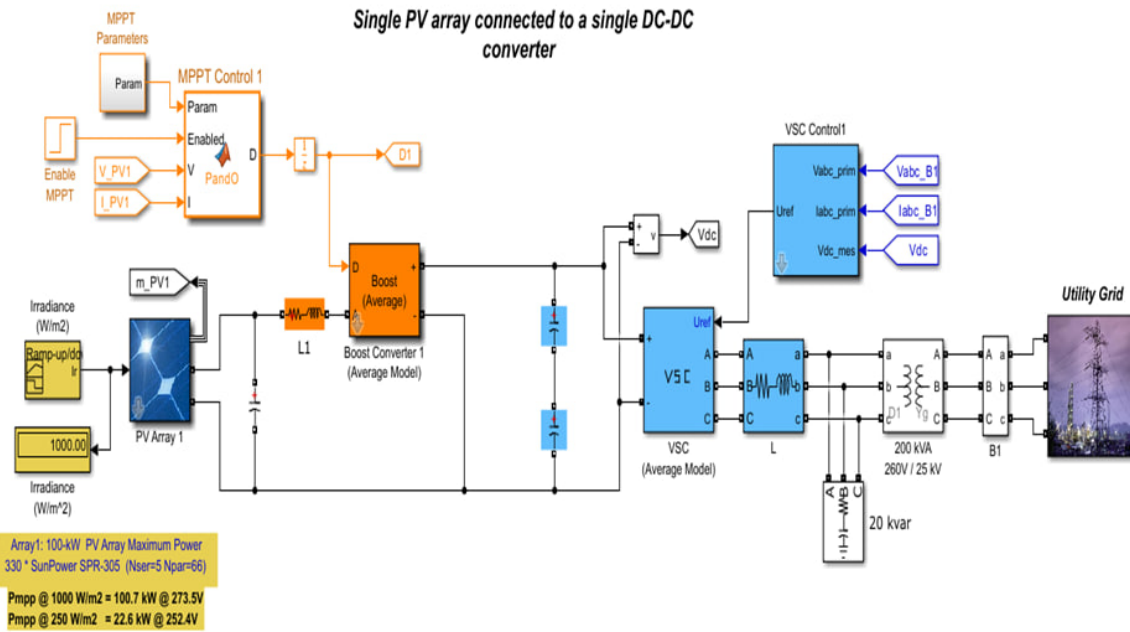 Single PV array connected to a single DC-DC
converter
MPPT
Parameters
Param
MPPT Control 1
Param
Enabled
V
I
D
PandO
Enable
MPPT
V_PV1
I_PV1
D1
VSC Control1
Vabc_prim
Iabc_prim
Vdc_mes
Uref
Vabc_B1
Iabc_B1
Vdc
+
-
v
Vdc
m_PV1
D
Boost
(Average)
+
-
Boost Converter 1
(Average Model)
L1
Irradiance
(W/m2)
Ramp-up/do
Ir
PV Array 1
1000.00
Irradiance
(W/m^2)
Uref
+
-
VSC
A
B
C
VSC
(Average Model)
A
B
C
a
b
c
L
a
b
c
D1
Yg
A
B
C
200 kVA
260V / 25 kV
A
B
C
a
b
c
B1
Utility Grid
A
B
C
20 kvar
Array1: 100-kW PV Array Maximum Power
330 * SunPower SPR-305 (Nser=5 Npar=66)
Pmpp @ 1000 W/m2 = 100.7 kW @ 273.5V
Pmpp @ 250 W/m2 = 22.6 kW @ 252.4V